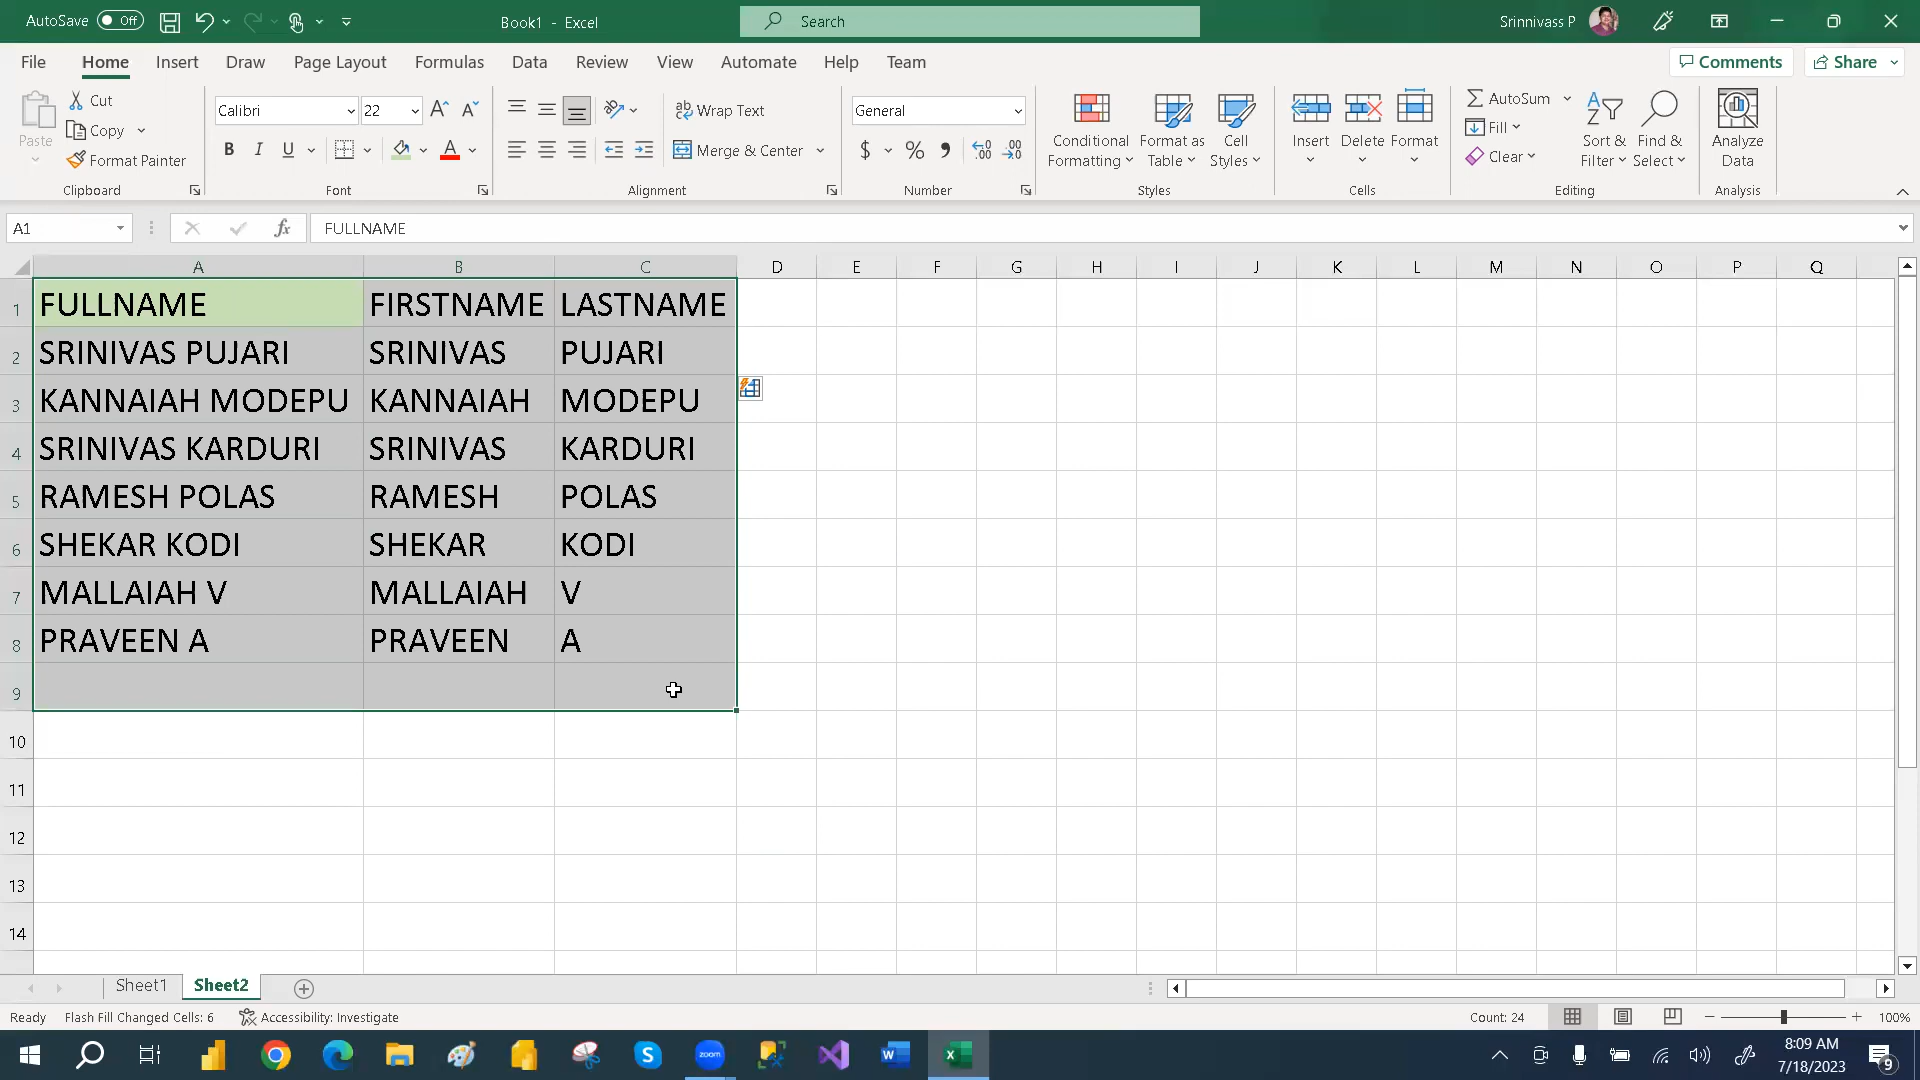 AutoSave Off Book1 - Excel Search Srinnivass P
File Home Insert Draw Page Layout Formulas Data Review View Automate Help Team Comments Share
Paste Cut Copy Format Painter Clipboard
Calibri 22 A A B I U A Font
ab Wrap Text Merge & Center Alignment
General $ % , Number
Conditional Formatting Format as Table Cell Styles Styles
Insert Delete Format Cells
AutoSum Fill Clear Sort & Filter Find & Select Editing
Analyze Data Analysis
A1 fx FULLNAME
A B C D E F G H I J K L M N O P Q
1 FULLNAME FIRSTNAME LASTNAME
2 SRINIVAS PUJARI SRINIVAS PUJARI
3 KANNAIAH MODEPU KANNAIAH MODEPU
4 SRINIVAS KARDURI SRINIVAS KARDURI
5 RAMESH POLAS RAMESH POLAS
6 SHEKAR KODI SHEKAR KODI
7 MALLAIAH V MALLAIAH V
8 PRAVEEN A PRAVEEN A
9
10
11
12
13
14
Sheet1 Sheet2
Ready Flash Fill Changed Cells: 6 Accessibility: Investigate Count: 24 100%
zoom 8:09 AM
7/18/2023 9